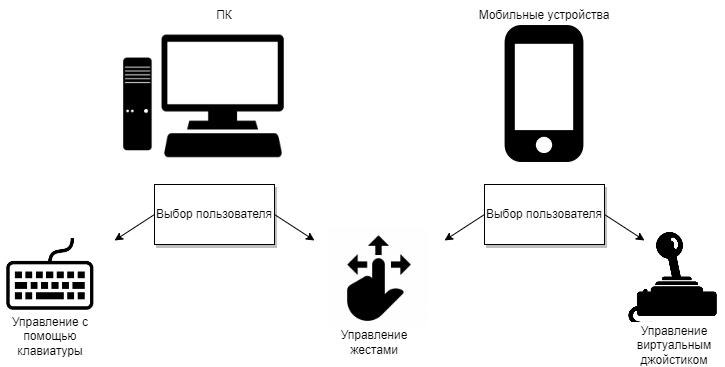 ПК
Мобильные устройства
Выбор пользователя
Выбор пользователя
Управление с
помощью
клавиатуры
Управление
жестами
Управление
виртуальным
джойстиком